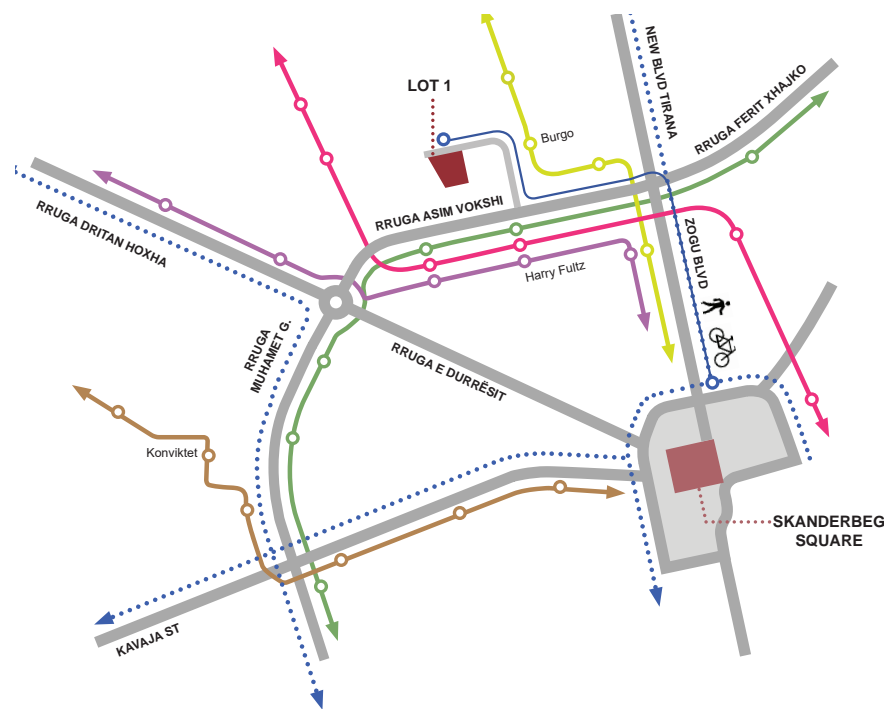 LOT 1
NEW BLVD TIRANA
RRUGA FERIT XHAJKO
Burgo
RRUGA DRITAN HOXHA
RRUGA ASIM VOKSHI
ZOGU BLVD
Harry Fultz
RRUGA
MUHAMET G.
RRUGA E DURRËSIT
Konviktet
SKANDERBEG
SQUARE
KAVAJA ST